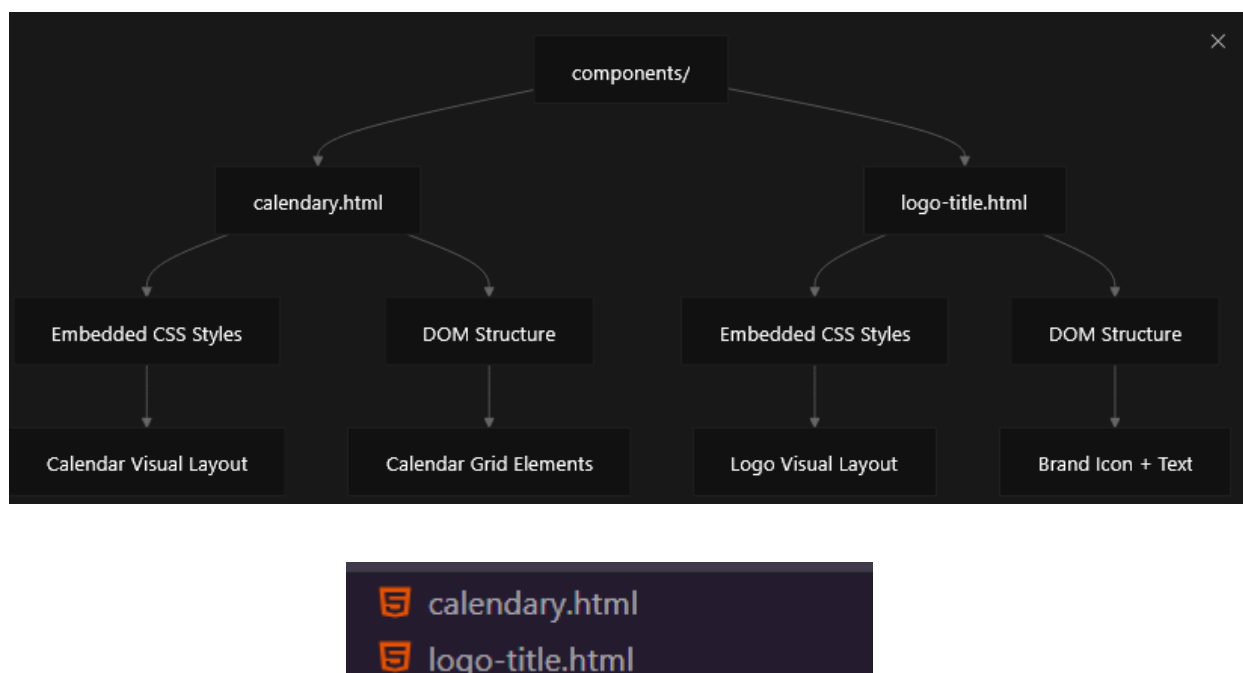 components/
calendary.html
logo-title.html
Embedded CSS Styles
DOM Structure
Embedded CSS Styles
DOM Structure
Calendar Visual Layout
Calendar Grid Elements
Logo Visual Layout
Brand Icon + Text
calendary.html
logo-title.html